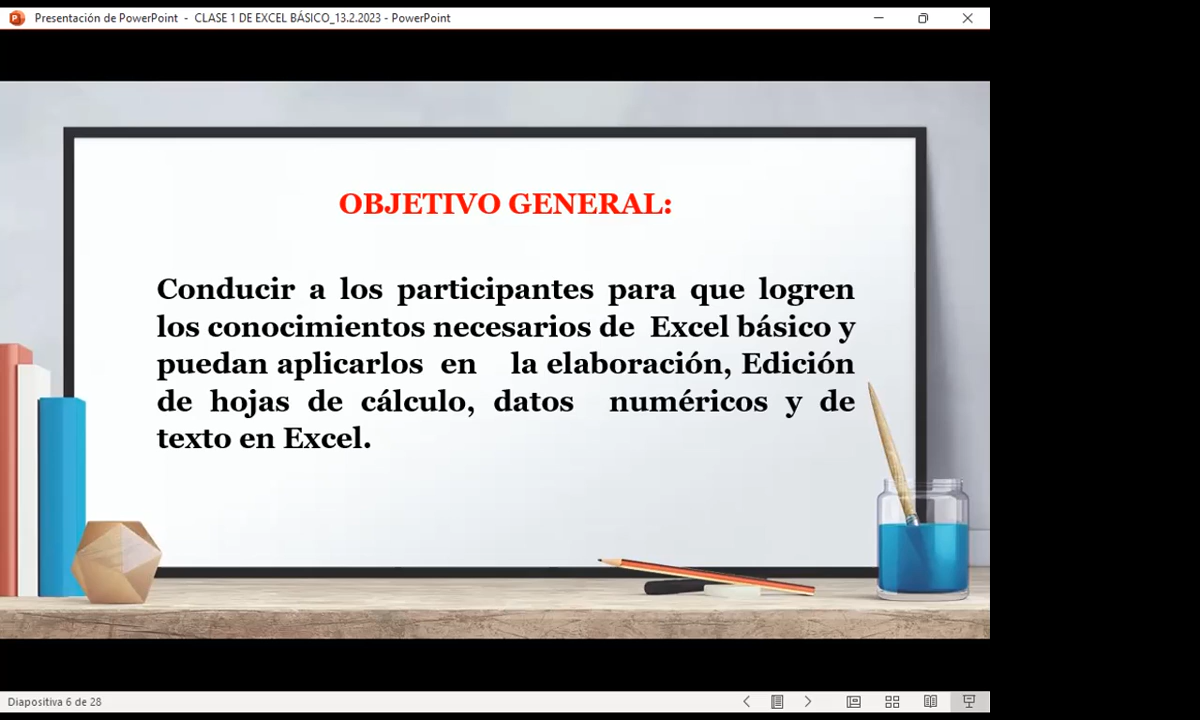 Presentación de PowerPoint - CLASE 1 DE EXCEL BÁSICO_13.2.2023 - PowerPoint
OBJETIVO GENERAL:
Conducir a los participantes para que logren
los conocimientos necesarios de Excel básico y
puedan aplicarlos en la elaboración, Edición
de hojas de cálculo, datos numéricos y de
texto en Excel.
Diapositiva 6 de 28